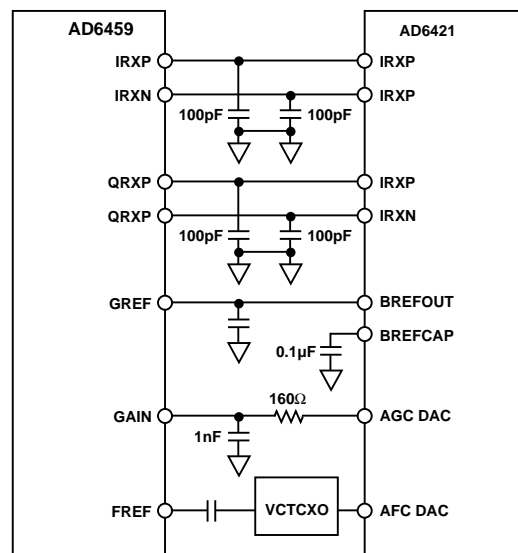 AD6459
AD6421
IRXP
IRXP
IRXN
IRXP
100pF
100pF
QRXP
IRXP
QRXP
IRXN
100pF
100pF
GREF
BREFOUT
BREFCAP
0.1µF
160Ω
GAIN
AGC DAC
1nF
FREF
VCTCXO
AFC DAC